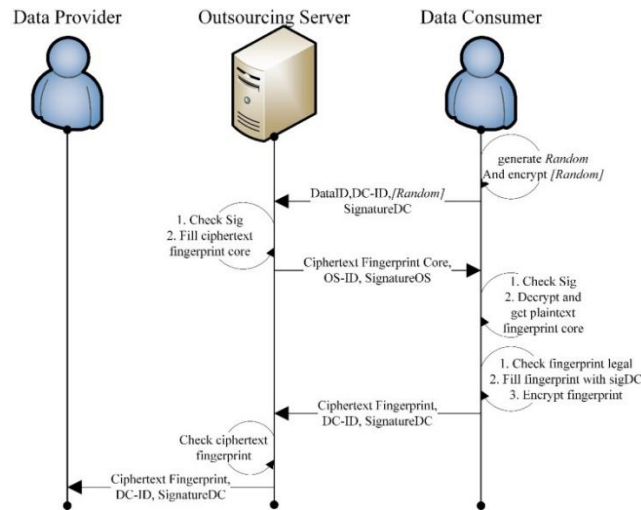 Data Provider
Outsourcing Server
Data Consumer
generate Random
And encrypt [Random]
DataID,DC-ID,[Random]
SignatureDC
1. Check Sig
2. Fill ciphertext
fingerprint core
Ciphertext Fingerprint Core,
OS-ID, SignatureOS
1. Check Sig
2. Decrypt and
get plaintext
fingerprint core
1. Check fingerprint legal
2. Fill fingerprint with sigDC
3. Encrypt fingerprint
Ciphertext Fingerprint,
DC-ID, SignatureDC
Check ciphertext
fingerprint
Ciphertext Fingerprint,
DC-ID, SignatureDC